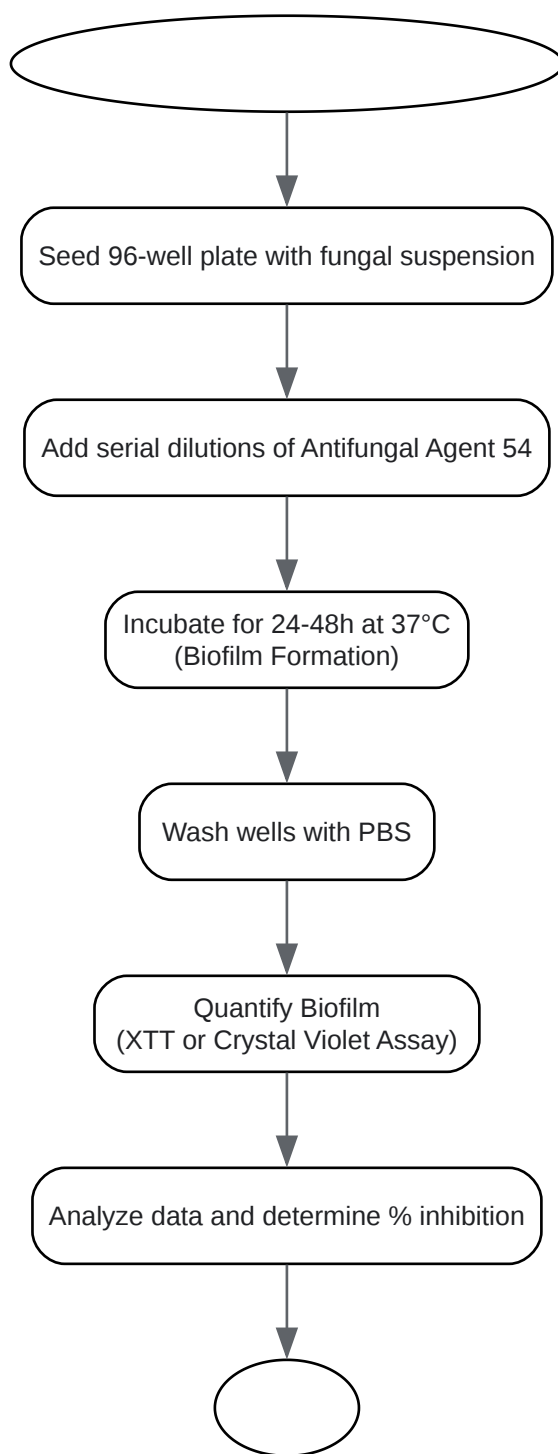 Seed 96-well plate with fungal suspension
Add serial dilutions of Antifungal Agent 54
Incubate for 24-48h at 37°C
(Biofilm Formation)
Wash wells with PBS
Quantify Biofilm
(XTT or Crystal Violet Assay)
Analyze data and determine % inhibition